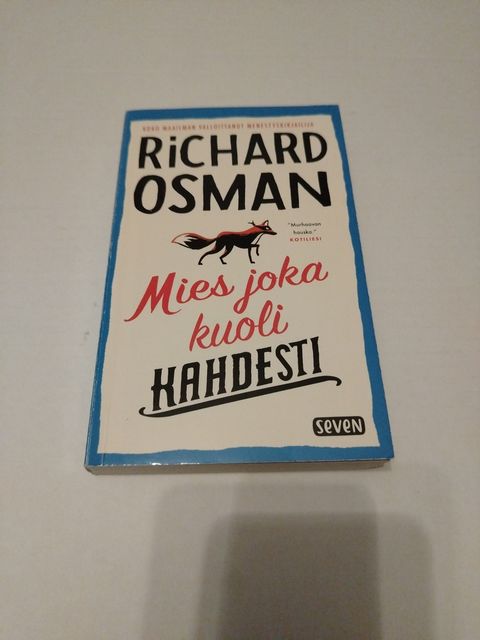 KOKO MAAILMAN VALLOITTANUT MENESTYSKIRJAILIJA
RiCHARD
OSMAN
"Murhaavan
hauska."
KOTILIESI
Mies joka
kuoli
KAHDESTI
SEVEN